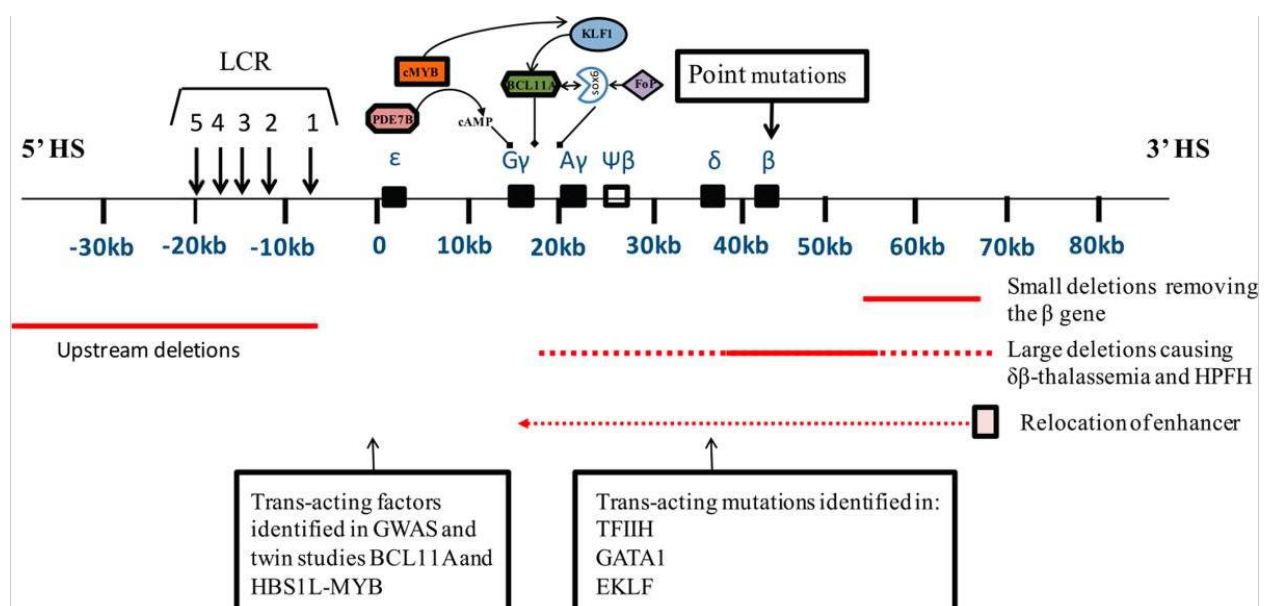 LCR
5 4 3 2 1
5’ HS
cMYB
KLF1
PDE7B
cAMP
BCL11A
sox6
FoP
Point mutations
3’ HS
ε
Gγ
Aγ
Ψβ
δ
β
-30kb
-20kb
-10kb
0
10kb
20kb
30kb
40kb
50kb
60kb
70kb
80kb
Small deletions removing
the β gene
Upstream deletions
Large deletions causing
δβ-thalassemia and HPFH
Relocation of enhancer
Trans-acting factors
identified in GWAS and
twin studies BCL11Aand
HBS1L-MYB
Trans-acting mutations identified in:
TFIIH
GATA1
EKLF